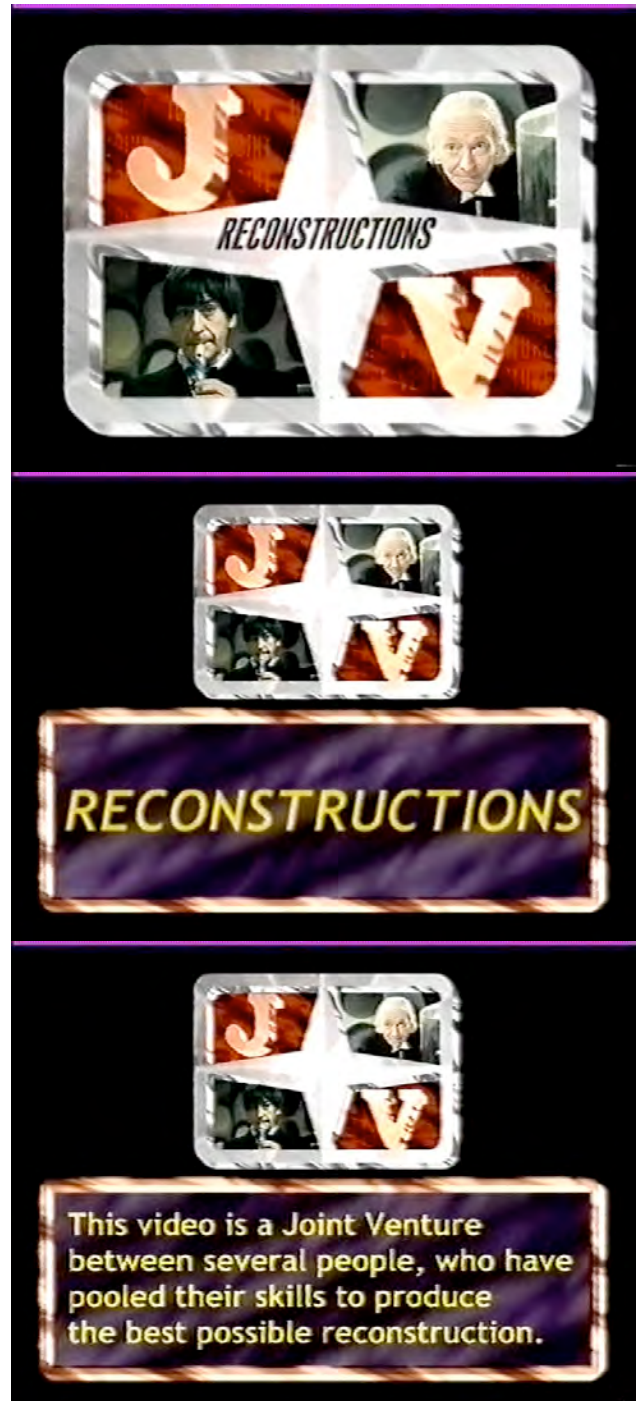 J
RECONSTRUCTIONS
V
J
V
RECONSTRUCTIONS
J
V
This video is a Joint Venture
between several people, who have
pooled their skills to produce
the best possible reconstruction.